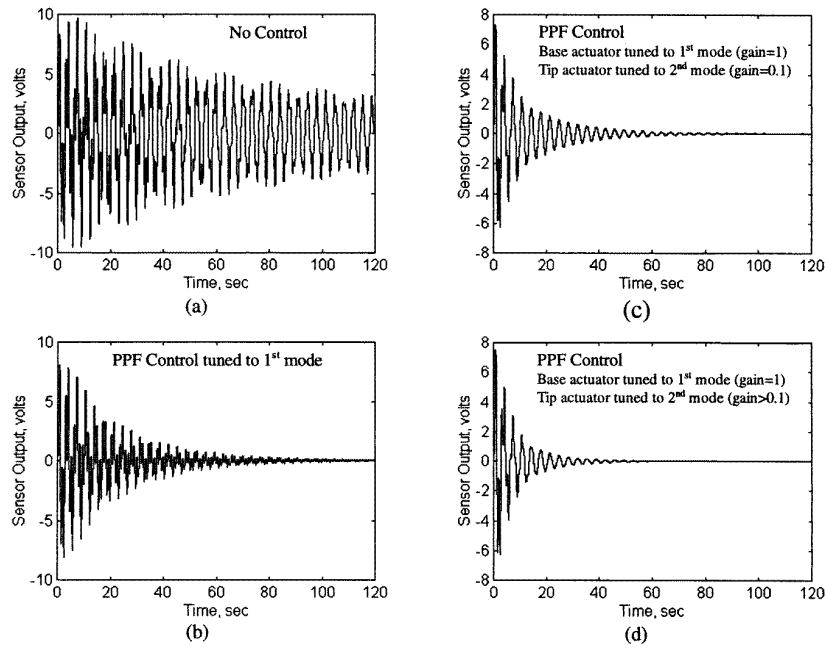 No Control
Sensor Output, volts
10
5
0
-5
-10
0 20 40 60 80 100 120
Time, sec
(a)
PPF Control
Base actuator tuned to 1st mode (gain=1)
Tip actuator tuned to 2nd mode (gain=0.1)
Sensor Output, volts
8
6
4
2
0
-2
-4
-6
-8
0 20 40 60 80 100 120
Time, sec
(c)
PPF Control tuned to 1st mode
Sensor Output, volts
10
5
0
-5
-10
0 20 40 60 80 100 120
Time, sec
(b)
PPF Control
Base actuator tuned to 1st mode (gain=1)
Tip actuator tuned to 2nd mode (gain>0.1)
Sensor Output, volts
8
6
4
2
0
-2
-4
-6
-8
0 20 40 60 80 100 120
Time, sec
(d)